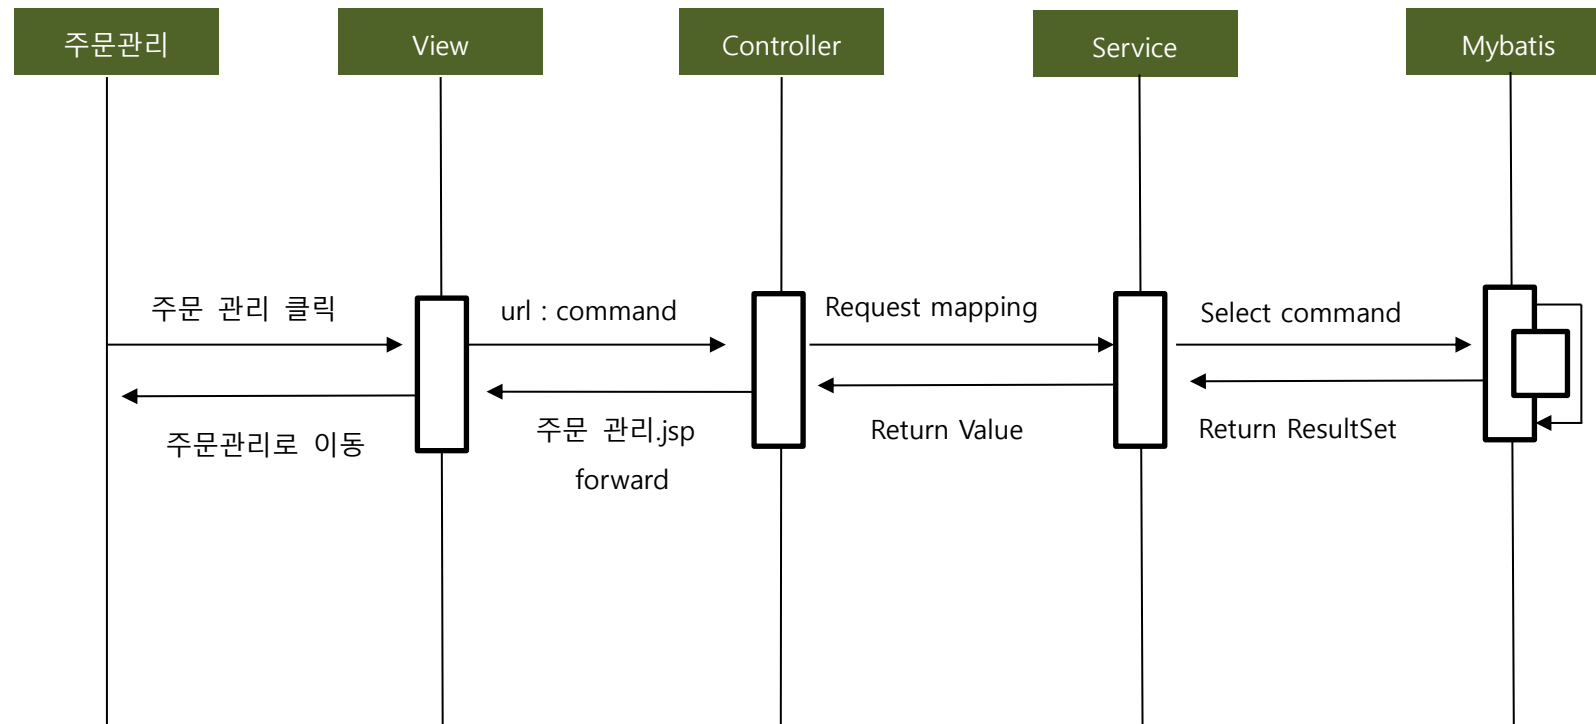 주문관리
View
Controller
Service
Mybatis
주문 관리 클릭
url : command
Request mapping
Select command
주문관리로 이동
주문 관리.jsp
forward
Return Value
Return ResultSet